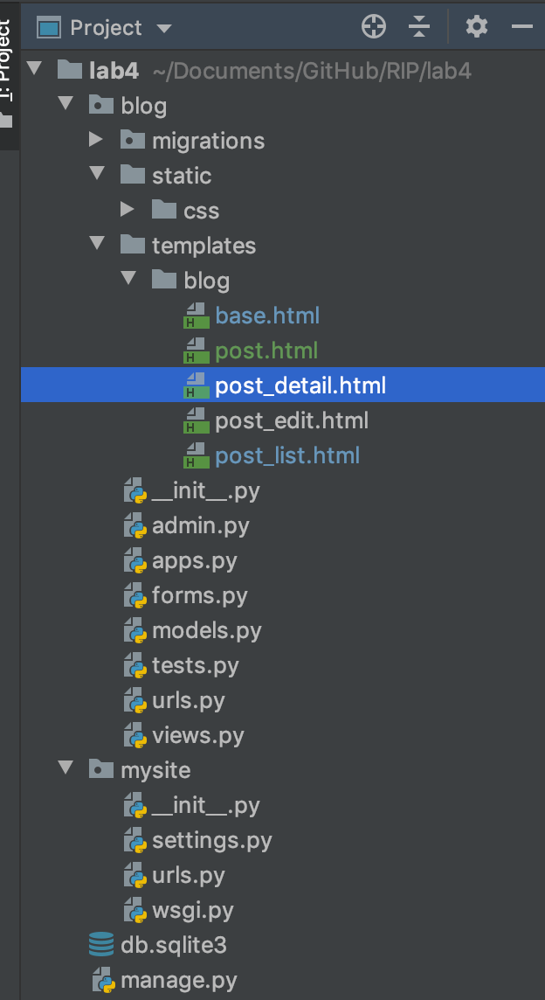 Project
1: Project
lab4 ~/Documents/GitHub/RIP/lab4
blog
migrations
static
css
templates
blog
base.html
post.html
post_detail.html
post_edit.html
post_list.html
__init__.py
admin.py
apps.py
forms.py
models.py
tests.py
urls.py
views.py
mysite
__init__.py
settings.py
urls.py
wsgi.py
db.sqlite3
manage.py